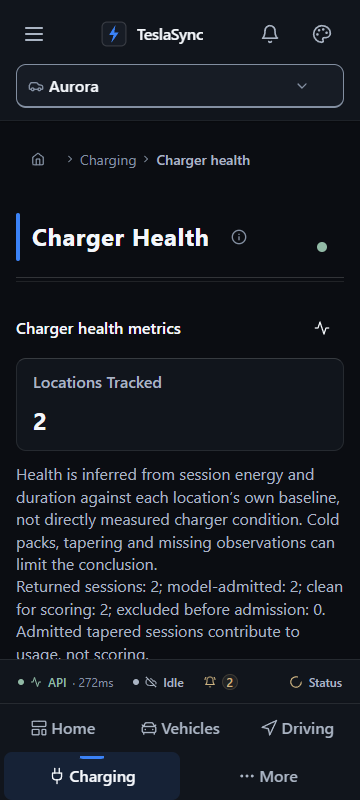 TeslaSync
Aurora
Charging
Charger health
Charger Health
Charger health metrics
Locations Tracked
2
Health is inferred from session energy and
duration against each location's own baseline,
not directly measured charger condition. Cold
packs, tapering and missing observations can
limit the conclusion.
Returned sessions: 2; model-admitted: 2; clean
for scoring: 2; excluded before admission: 0.
Admitted tapered sessions contribute to
usage, not scoring.
API · 272ms
Idle
2
Status
Home
Vehicles
Driving
Charging
More